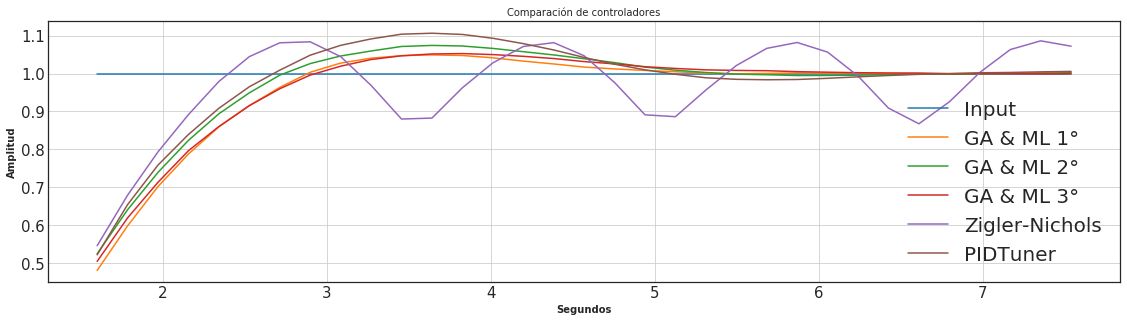 Comparación de controladores
Amplitud
1.1
1.0
0.9
0.8
0.7
0.6
0.5
Input
GA & ML 1°
GA & ML 2°
GA & ML 3°
Zigler-Nichols
PIDTuner
2 3 4 5 6 7
Segundos